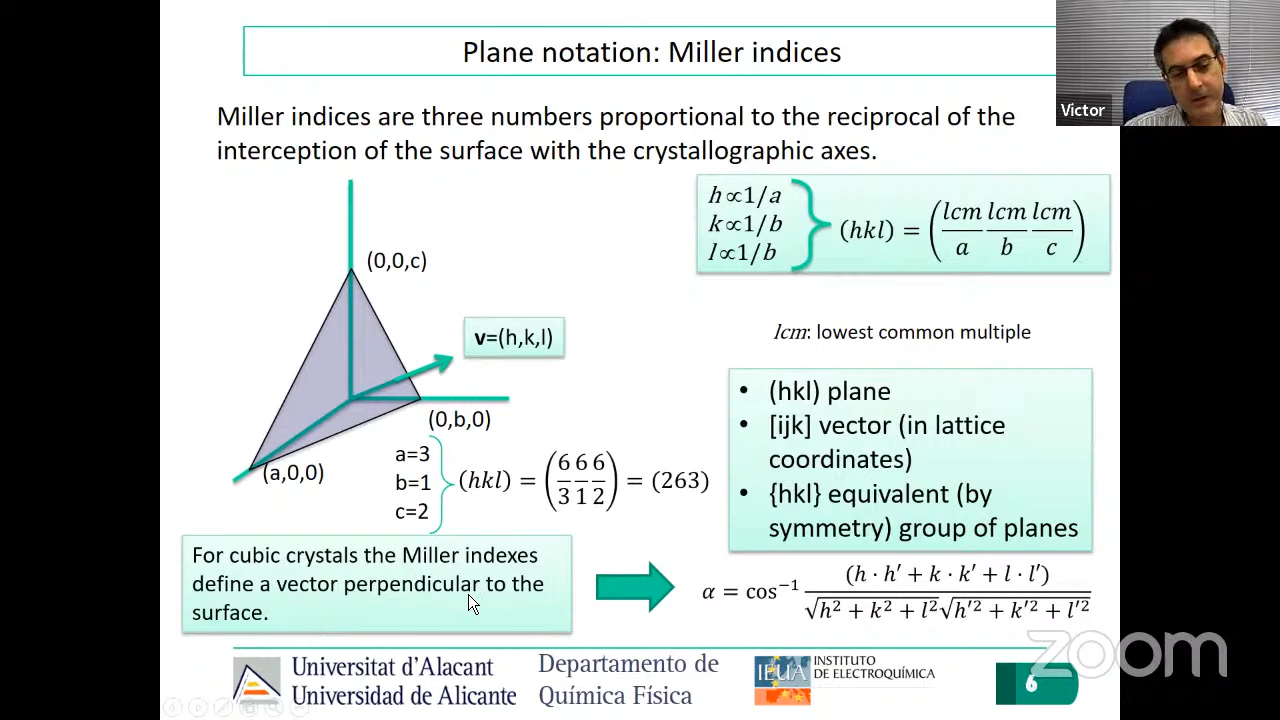 Plane notation: Miller indices
Victor
Miller indices are three numbers proportional to the reciprocal of the
interception of the surface with the crystallographic axes.
h ∝1/a
k ∝1/b
l ∝1/b
(hkl) = (lcm/a lcm/b lcm/c)
(0,0,c)
lcm: lowest common multiple
v=(h,k,l)
(0,b,0)
(a,0,0)
a=3
b=1
c=2
(hkl) = (6/3 6/1 6/2) = (263)
• (hkl) plane
• [ijk] vector (in lattice
coordinates)
• {hkl} equivalent (by
symmetry) group of planes
For cubic crystals the Miller indexes
define a vector perpendicular to the
surface.
α = cos⁻¹ (h · h′ + k · k′ + l · l′) / √h² + k² + l² √h′² + k′² + l′²
Universitat d'Alacant
Universidad de Alicante
Departamento de
Química Física
IEUA
INSTITUTO
DE ELECTROQUÍMICA
6
zoom